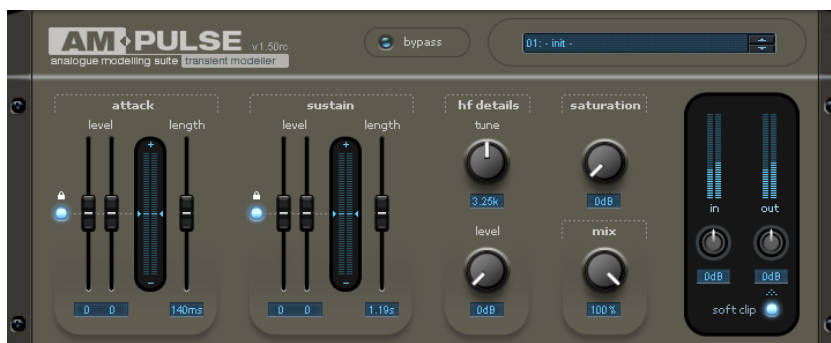 AM PULSE v1.50rc
analogue modelling suite transient modeller
bypass
01: - init -
attack
level length
+
-
0 0 140ms
sustain
level length
+
-
0 0 1.19s
hf details
tune
3.25k
level
0dB
saturation
0dB
mix
100%
in out
0dB 0dB
soft clip